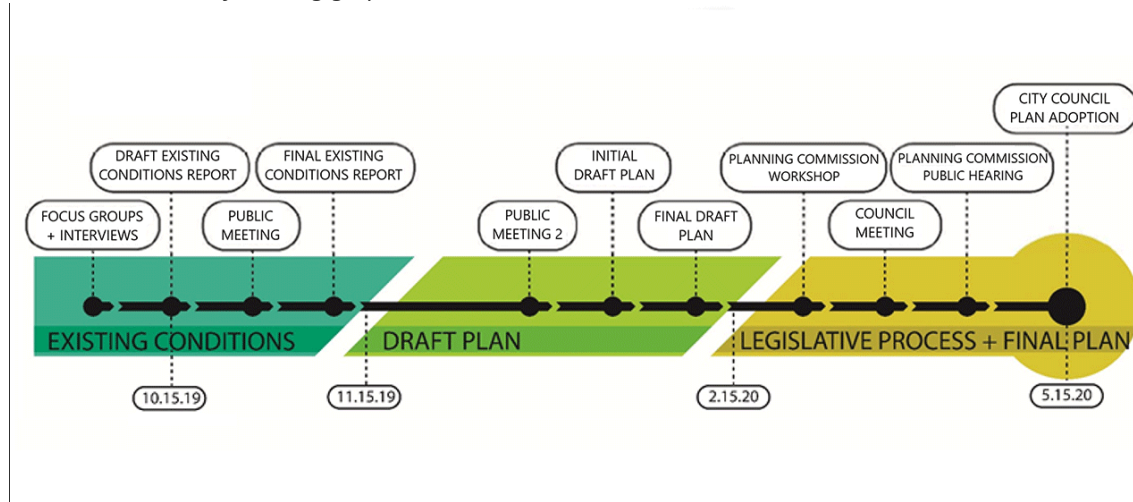 CITY COUNCIL
PLAN ADOPTION
DRAFT EXISTING
CONDITIONS REPORT
FINAL EXISTING
CONDITIONS REPORT
INITIAL
DRAFT PLAN
PLANNING COMMISSION
WORKSHOP
PLANNING COMMISSION
PUBLIC HEARING
FOCUS GROUPS
+ INTERVIEWS
PUBLIC
MEETING
PUBLIC
MEETING 2
FINAL DRAFT
PLAN
COUNCIL
MEETING
EXISTING CONDITIONS
DRAFT PLAN
LEGISLATIVE PROCESS + FINAL PLAN
10.15.19
11.15.19
2.15.20
5.15.20